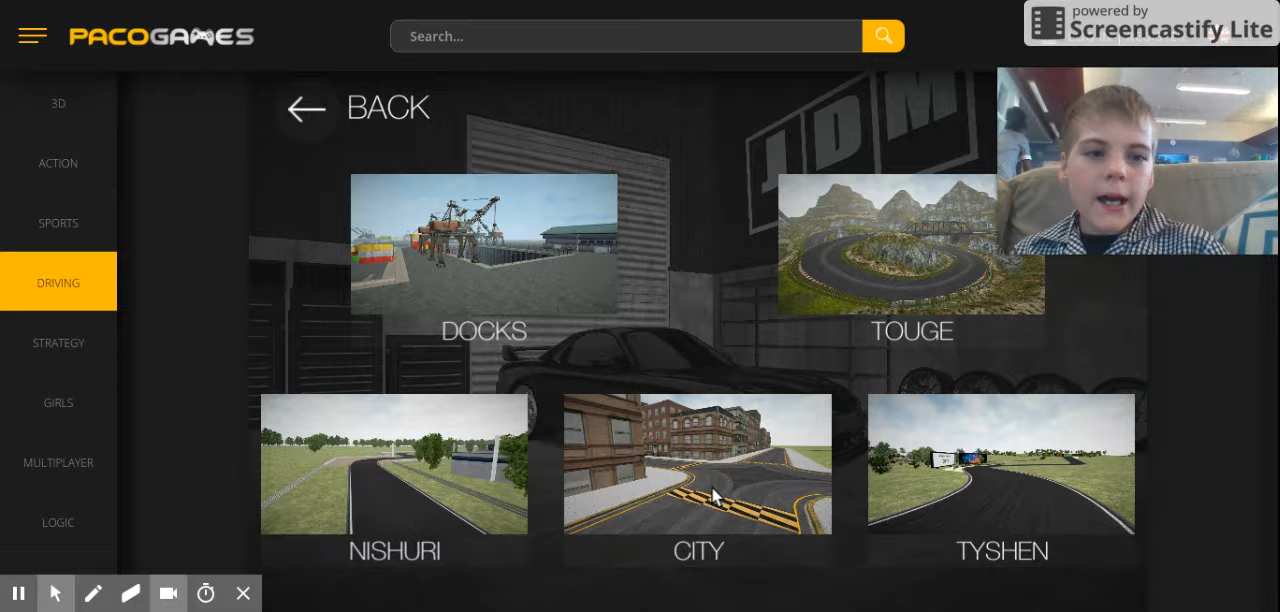 PACOGAMES
Search...
powered by
Screencastify Lite
3D
ACTION
SPORTS
DRIVING
STRATEGY
GIRLS
MULTIPLAYER
LOGIC
BACK
JDM
DOCKS
TOUGE
NISHURI
CITY
TYSHEN